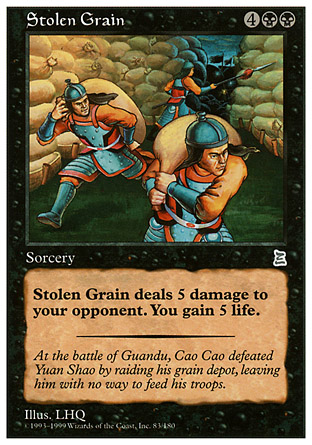 Stolen Grain 4
Sorcery
Stolen Grain deals 5 damage to
your opponent. You gain 5 life.
At the battle of Guandu, Cao Cao defeated
Yuan Shao by raiding his grain depot, leaving
him with no way to feed his troops.
Illus. LHQ
© 1993-1999 Wizards of the Coast, Inc. 83/180